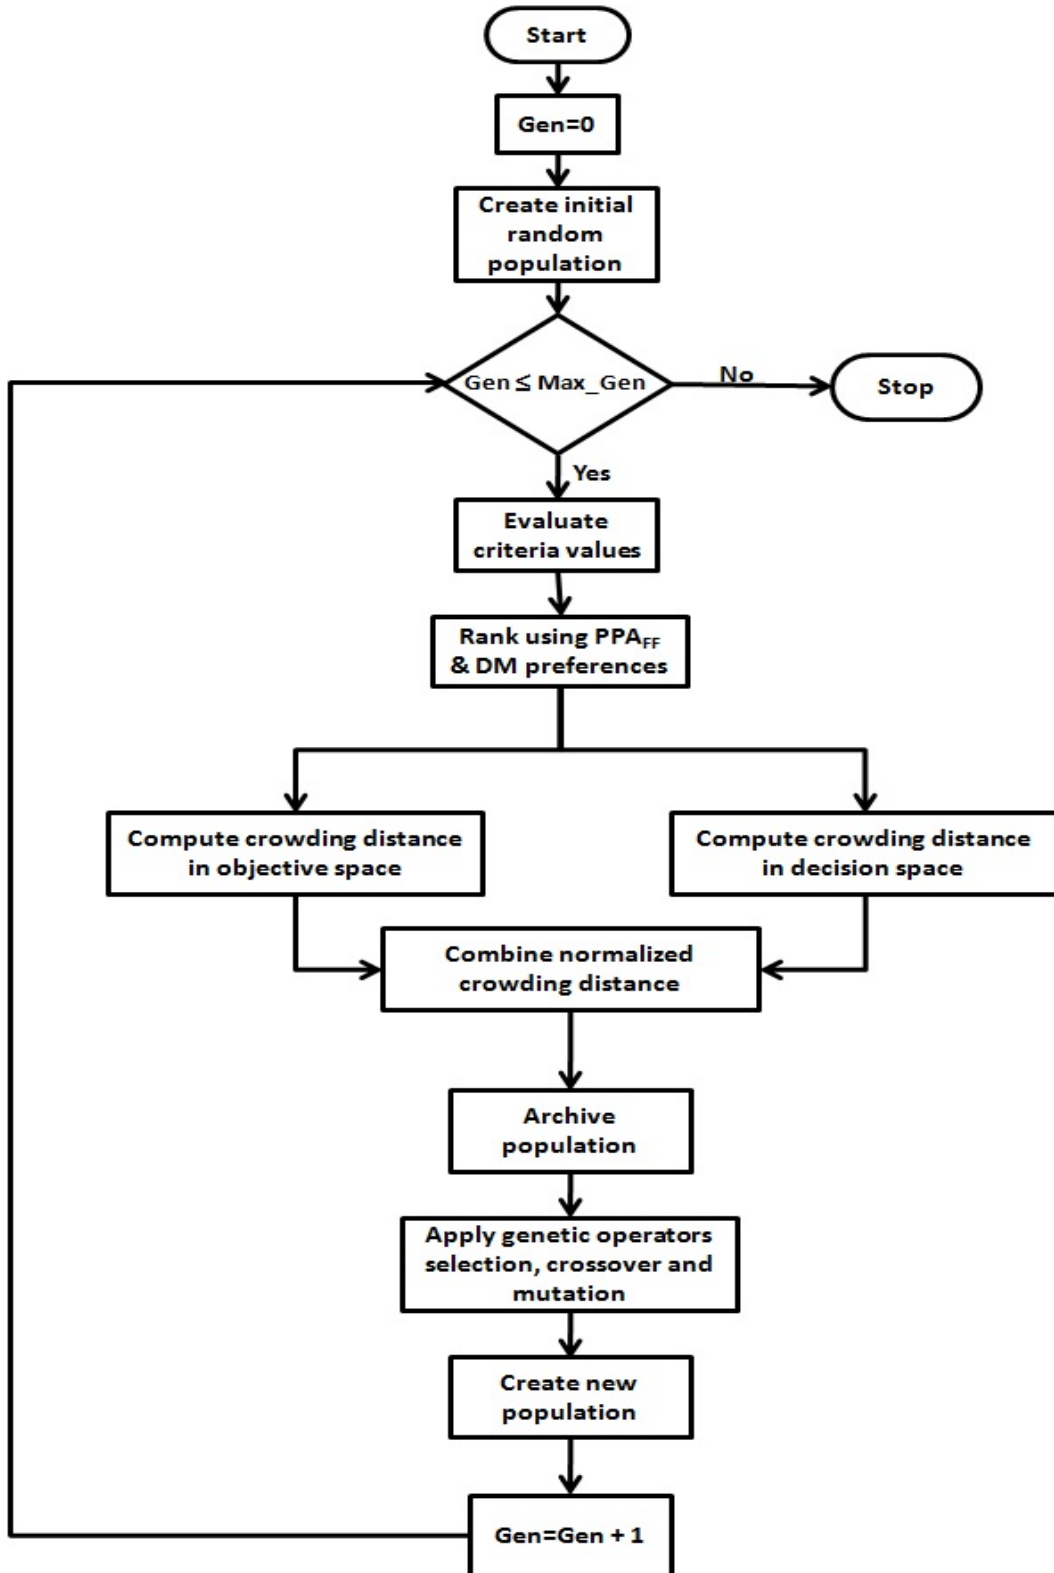 Start
Gen=0
Create initial
random
population
Gen ≤ Max_Gen
No
Stop
Yes
Evaluate
criteria values
Rank using PPA_FF
& DM preferences
Compute crowding distance
in objective space
Compute crowding distance
in decision space
Combine normalized
crowding distance
Archive
population
Apply genetic operators
selection, crossover and
mutation
Create new
population
Gen=Gen + 1